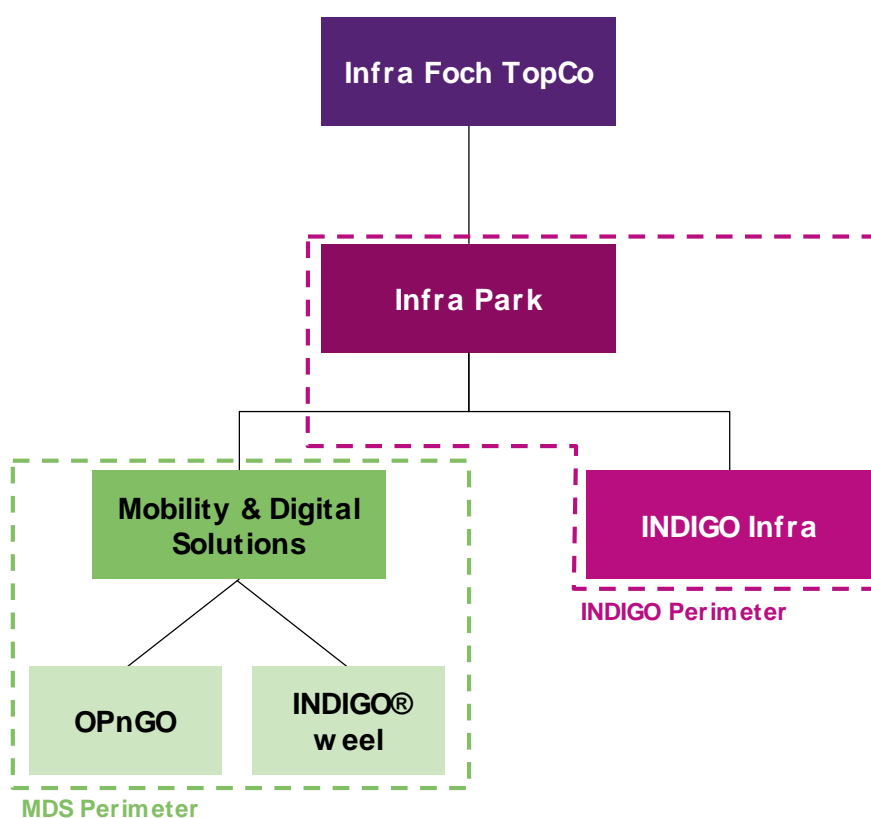 Infra Foch TopCo
Infra Park
Mobility & Digital
Solutions
INDIGO Infra
INDIGO Perimeter
OPnGO
INDIGO®
weel
MDS Perimeter